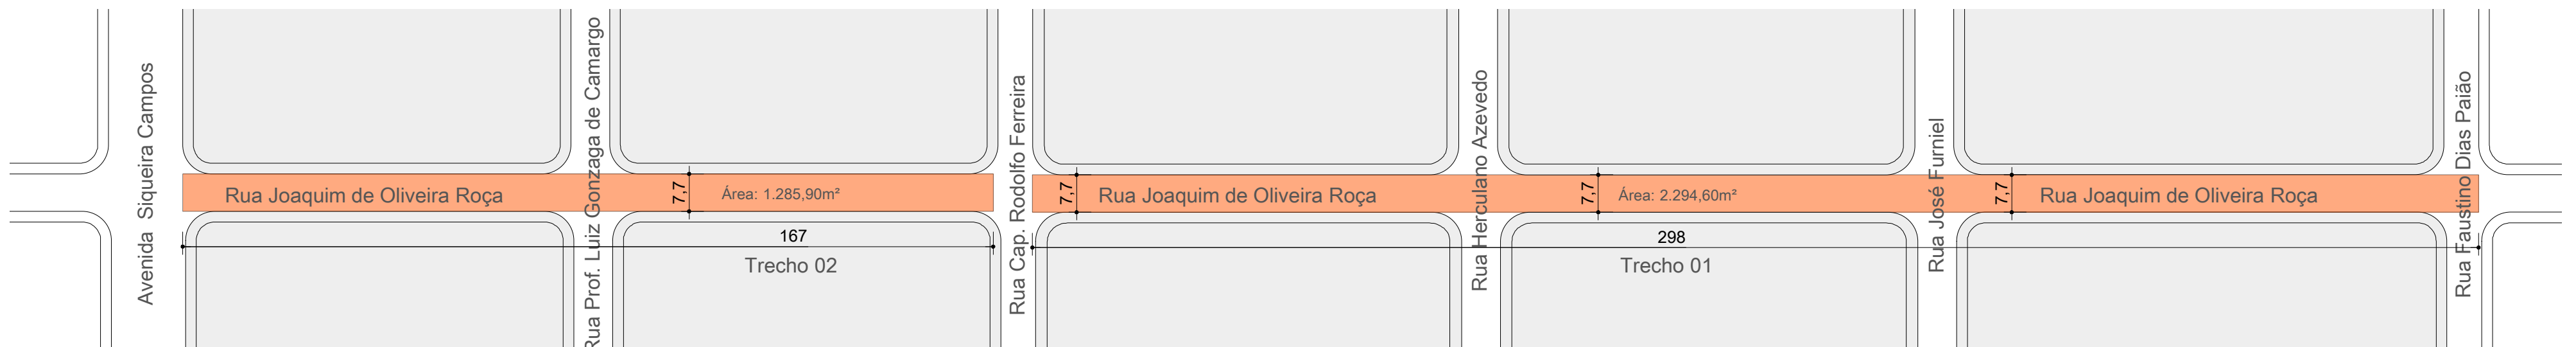 Avenida Siqueira Campos
Rua Joaquim de Oliveira Roça
Rua Prof. Luiz Gonzaga de Camargo
7,7
Área: 1.285,90m²
167
Trecho 02
Rua Cap. Rodolfo Ferreira
7,7
Rua Joaquim de Oliveira Roça
Rua Herculano Azevedo
7,7
Área: 2.294,60m²
298
Trecho 01
Rua José Furniel
7,7
Rua Joaquim de Oliveira Roça
Rua Faustino Dias Paião